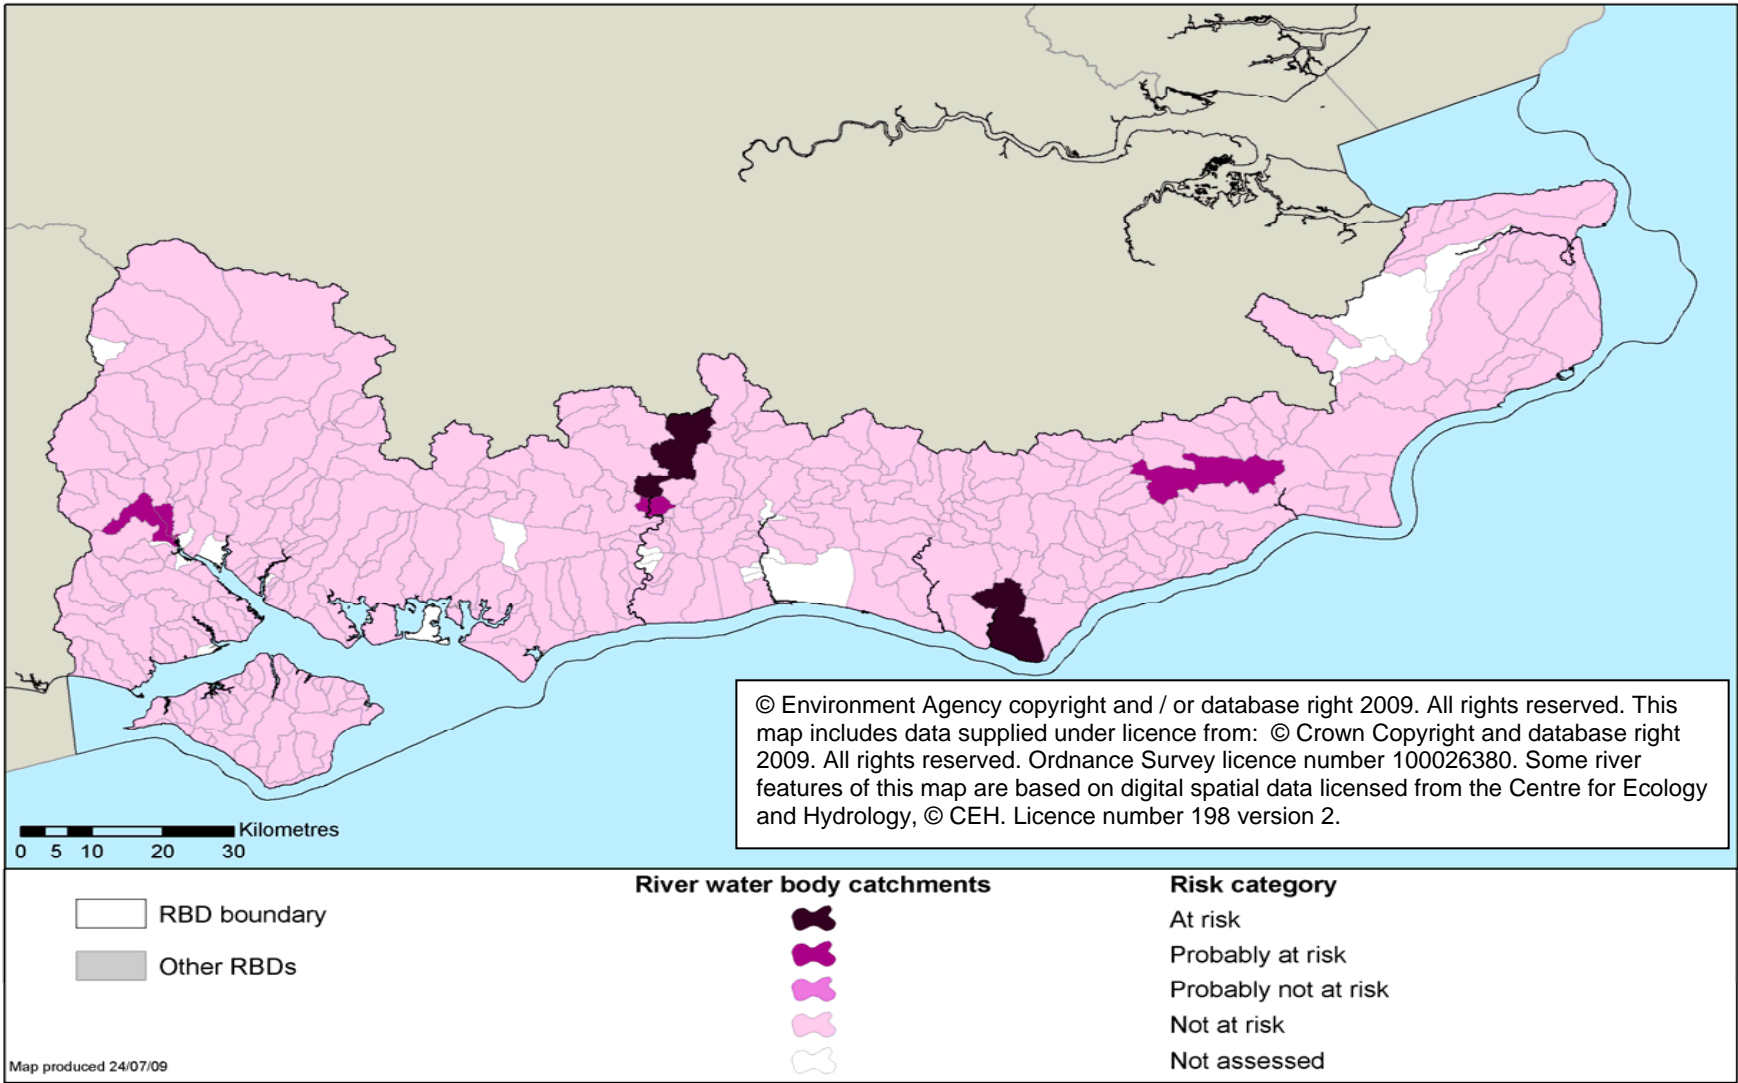 © Environment Agency copyright and / or database right 2009. All rights reserved. This
map includes data supplied under licence from:  © Crown Copyright and database right
2009. All rights reserved. Ordnance Survey licence number 100026380. Some river
features of this map are based on digital spatial data licensed from the Centre for Ecology
and Hydrology, © CEH. Licence number 198 version 2.
Kilometres
0 5 10 20 30
RBD boundary
Other RBDs
River water body catchments
Risk category
At risk
Probably at risk
Probably not at risk
Not at risk
Not assessed
Map produced 24/07/09